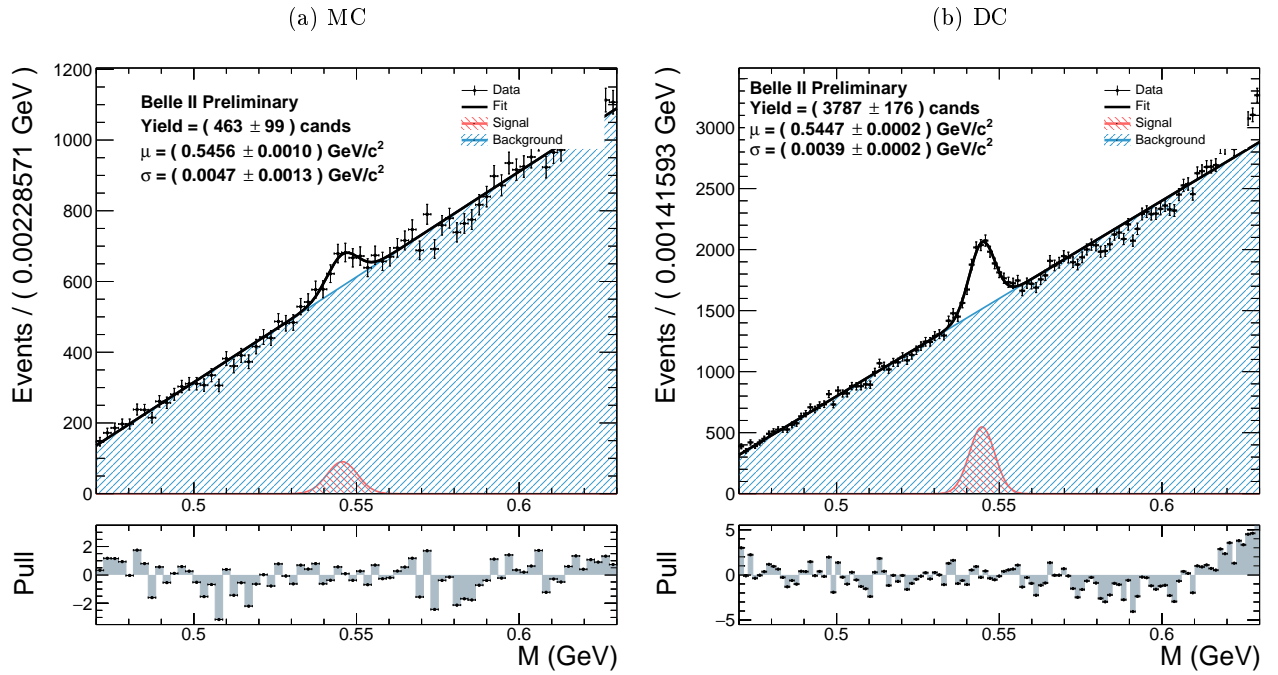 (a) MC
(b) DC
Events / ( 0.00228571 GeV )
1200
1000
800
600
400
200
0
Belle II Preliminary
Yield = ( 463 ± 99 ) cands
μ = ( 0.5456 ± 0.0010 ) GeV/c²
σ = ( 0.0047 ± 0.0013 ) GeV/c²
Data
Fit
Signal
Background
0.5
0.55
0.6
Pull
2
0
−2
0.5
0.55
0.6
M (GeV)
Events / ( 0.00141593 GeV )
3000
2500
2000
1500
1000
500
0
Belle II Preliminary
Yield = ( 3787 ± 176 ) cands
μ = ( 0.5447 ± 0.0002 ) GeV/c²
σ = ( 0.0039 ± 0.0002 ) GeV/c²
Data
Fit
Signal
Background
0.5
0.55
0.6
Pull
5
0
−5
0.5
0.55
0.6
M (GeV)